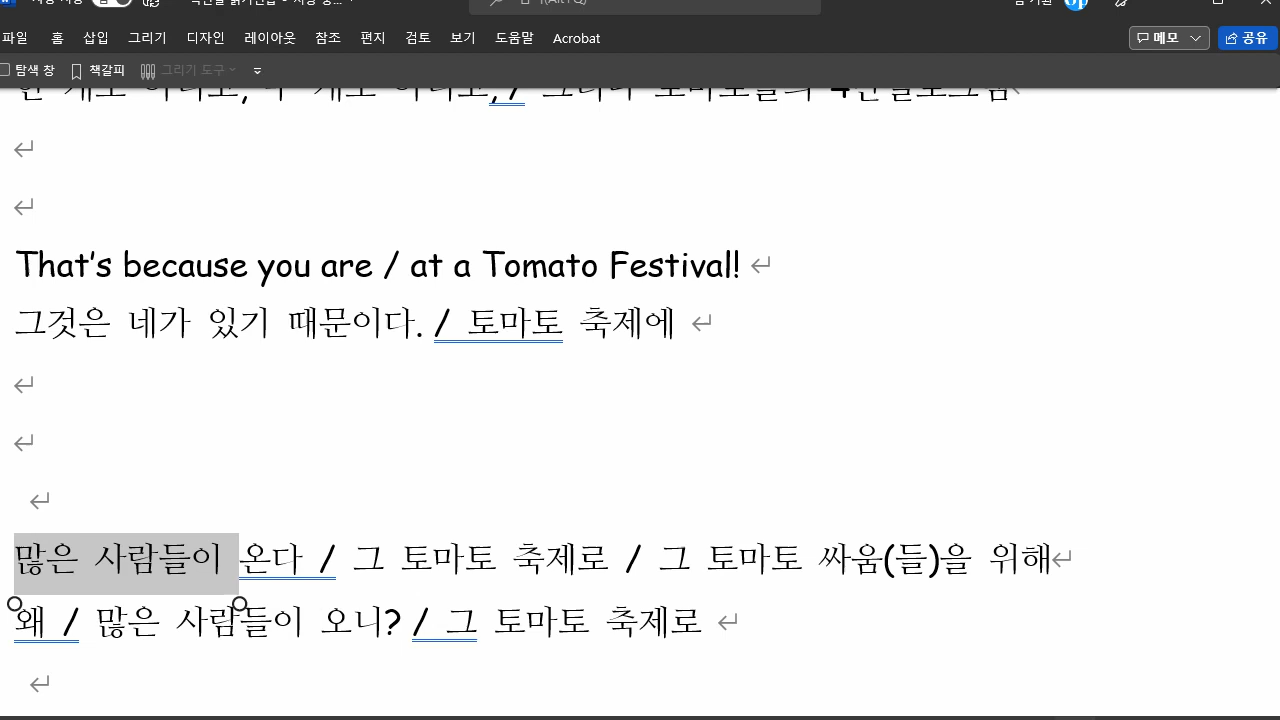 파일 홈 삽입 그리기 디자인 레이아웃 참조 편지 검토 보기 도움말 Acrobat 메모 공유
탐색 창 책갈피 그리기 도구
That's because you are / at a Tomato Festival!
그것은 네가 있기 때문이다. / 토마토 축제에
많은 사람들이 온다 / 그 토마토 축제로 / 그 토마토 싸움(들)을 위해
왜 / 많은 사람들이 오니? / 그 토마토 축제로